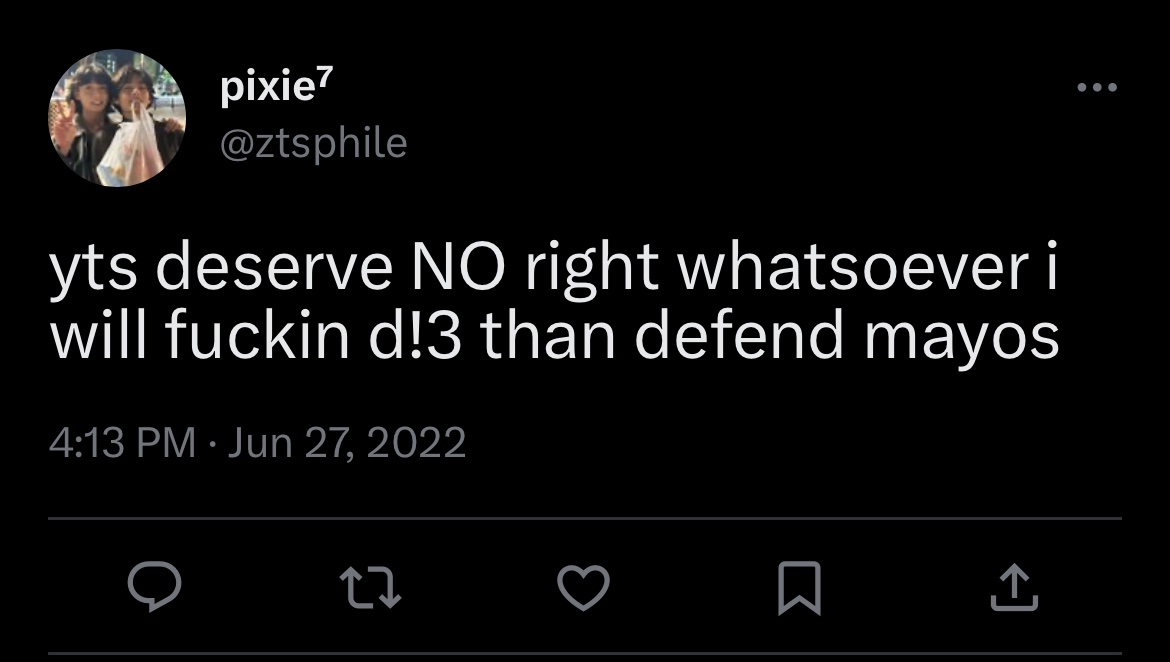 pixie⁷
@ztsphile
yts deserve NO right whatsoever i
will fuckin d!3 than defend mayos
4:13 PM · Jun 27, 2022